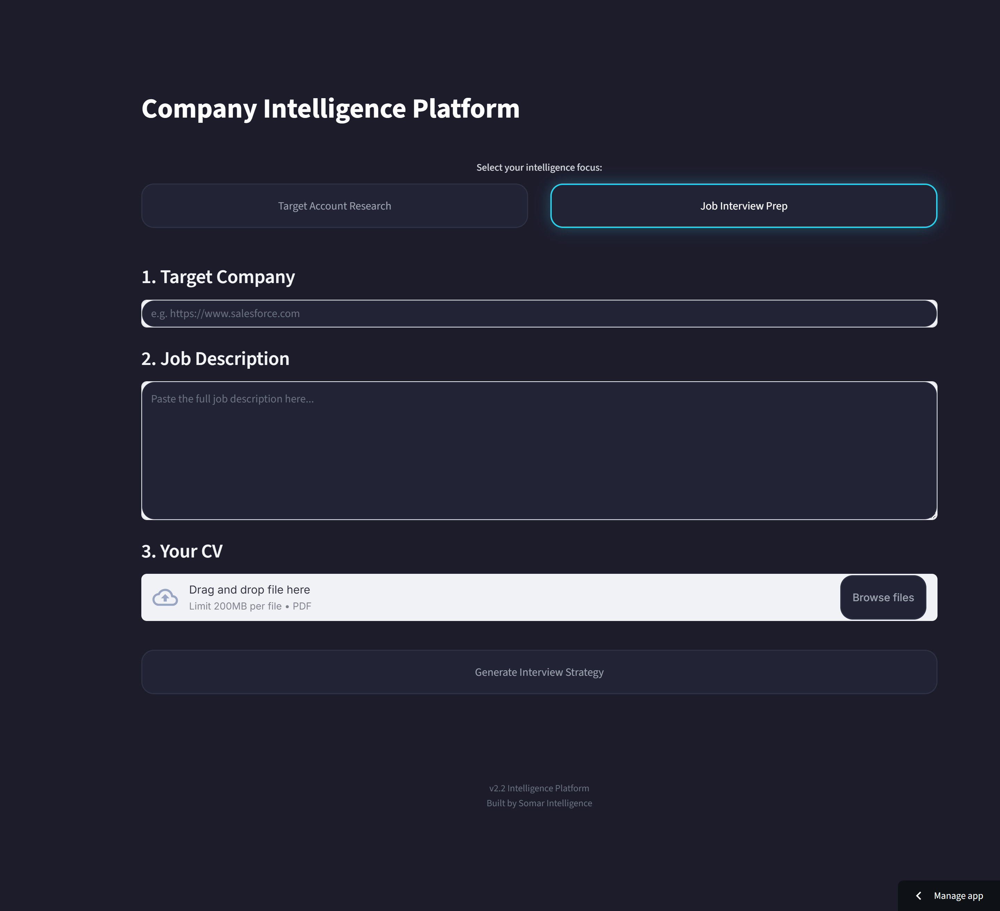 Company Intelligence Platform
Select your intelligence focus:
Target Account Research
Job Interview Prep
1. Target Company
e.g. https://www.salesforce.com
2. Job Description
Paste the full job description here...
3. Your CV
Drag and drop file here
Limit 200MB per file • PDF
Browse files
Generate Interview Strategy
v2.2 Intelligence Platform
Built by Somar Intelligence
Manage app